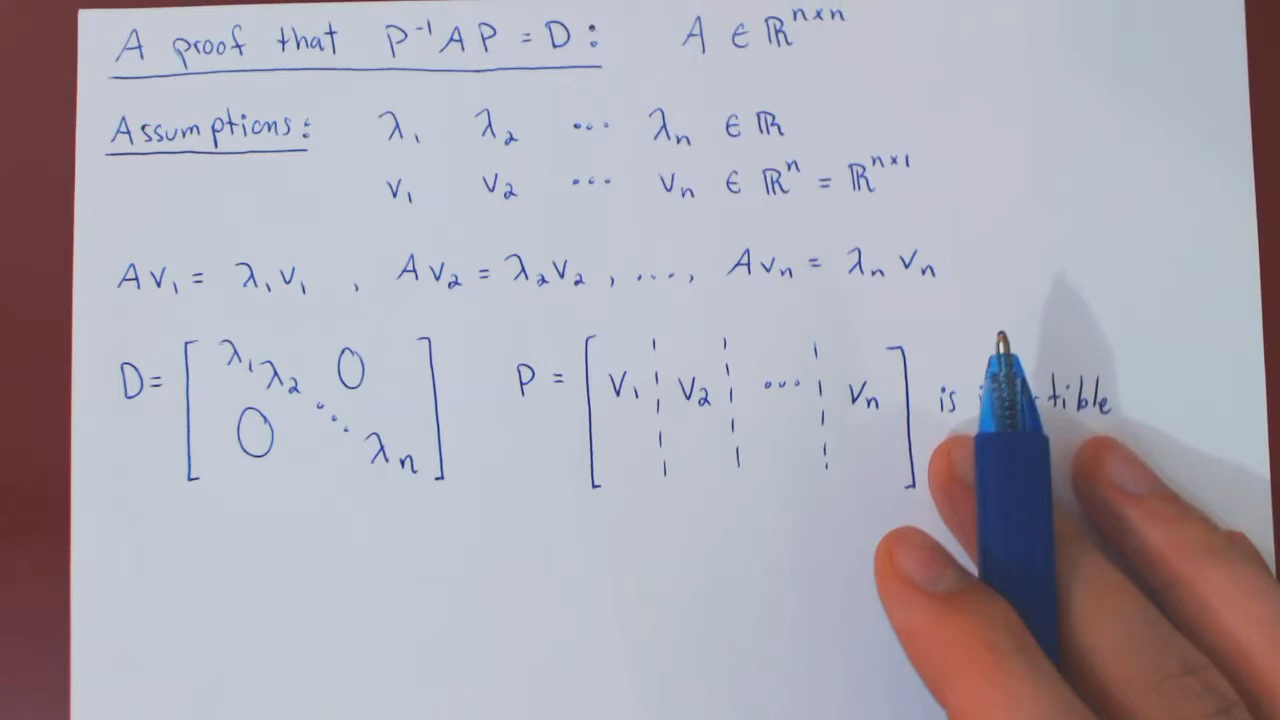 A proof that P⁻¹AP = D: A ∈ ℝⁿˣⁿ
Assumptions: λ₁ λ₂ ... λₙ ∈ ℝ
v₁ v₂ ... vₙ ∈ ℝⁿ = ℝⁿˣ¹
Av₁ = λ₁v₁ , Av₂ = λ₂v₂ , ..., Avₙ = λₙvₙ
D = [ λ₁ λ₂ ⋱ λₙ 0 0 ] P = [ v₁ ¦ v₂ ¦ ... ¦ vₙ ] is